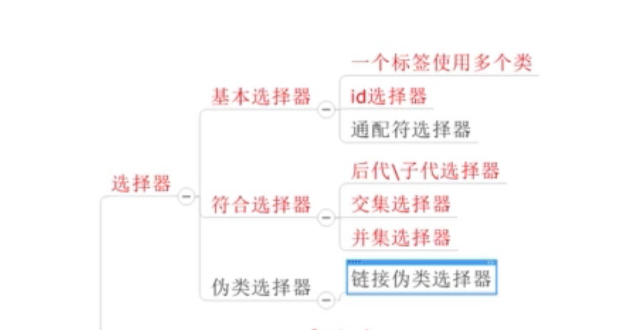 一个标签使用多个类
基本选择器
id选择器
通配符选择器
后代\子代选择器
选择器
符合选择器
交集选择器
并集选择器
链接伪类选择器
伪类选择器